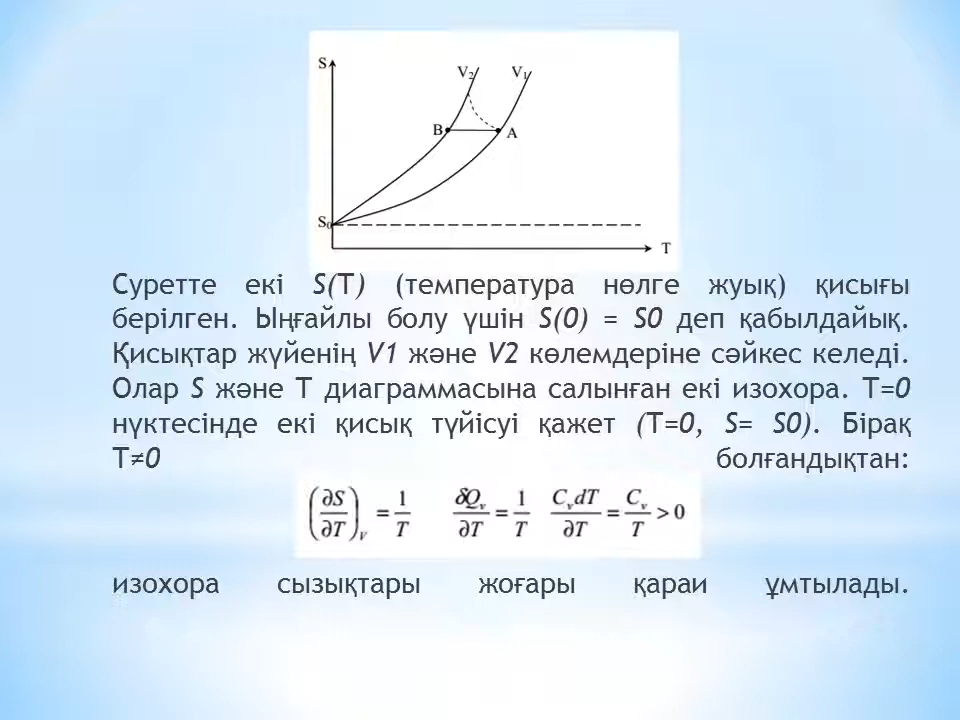 S
V₂
V₁
B
A
S₀
T
Суретте екі S(T) (температура нөлге жуық) қисығы
берілген. Ыңғайлы болу үшін S(0) = S0 деп қабылдайық.
Қисықтар жүйенің V1 және V2 көлемдеріне сәйкес келеді.
Олар S және Т диаграммасына салынған екі изохора. Т=0
нүктесінде екі қисық түйісуі қажет (Т=0, S= S0). Бірақ
Т≠0 болғандықтан:
(∂S/∂T)ᵥ = 1/T δQᵥ/∂T = 1/T CᵥdT/∂T = Cᵥ/T > 0
изохора сызықтары жоғары қараи ұмтылады.